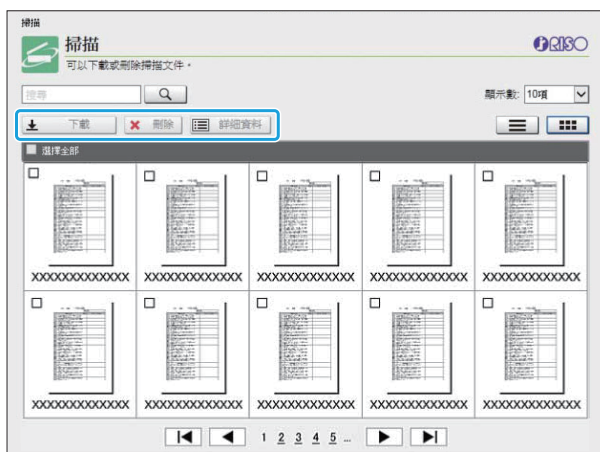 掃描
掃描
RISO
可以下載或刪除掃描文件。
搜尋
顯示數: 10項
下載 刪除 詳細資料
選擇全部
XXXXXXXXXXXXX XXXXXXXXXXXXX XXXXXXXXXXXXX XXXXXXXXXXXXX XXXXXXXXXXXXX
XXXXXXXXXXXXX XXXXXXXXXXXXX XXXXXXXXXXXXX XXXXXXXXXXXXX XXXXXXXXXXXXX
1 2 3 4 5 ...